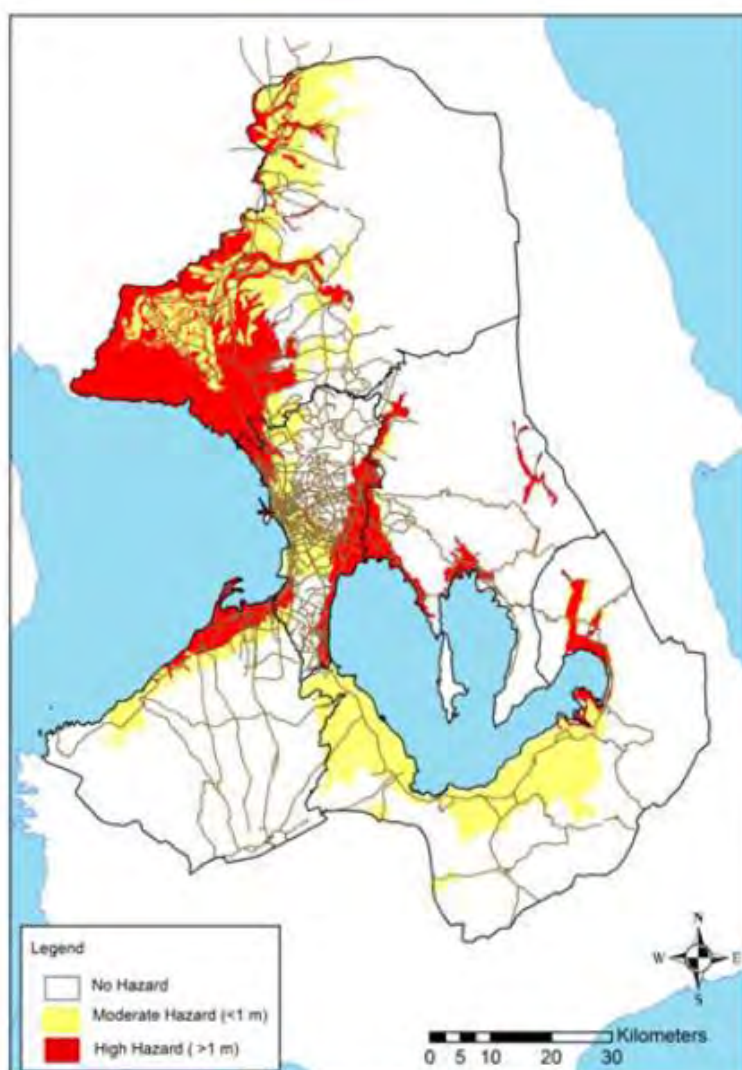 N
W E
S
Legend
No Hazard
Moderate Hazard (<1 m)
High Hazard ( >1 m)
Kilometers
0 5 10 20 30